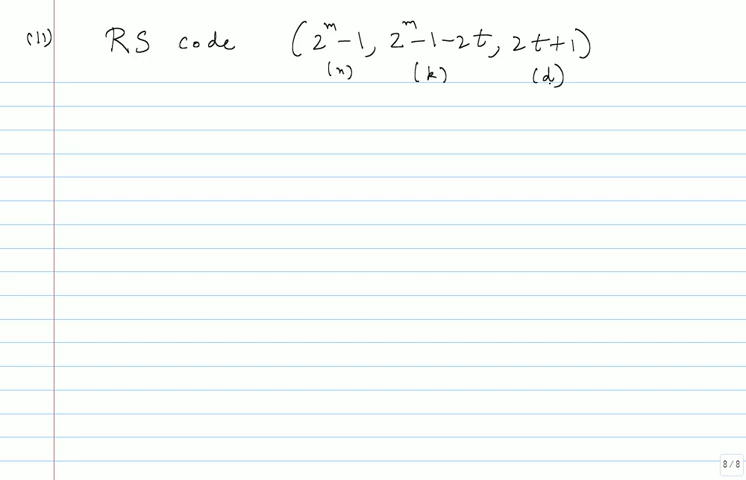 (11) RS code (2^m-1, 2^m-1-2t, 2t+1)
(n) (k) (d)
8/8